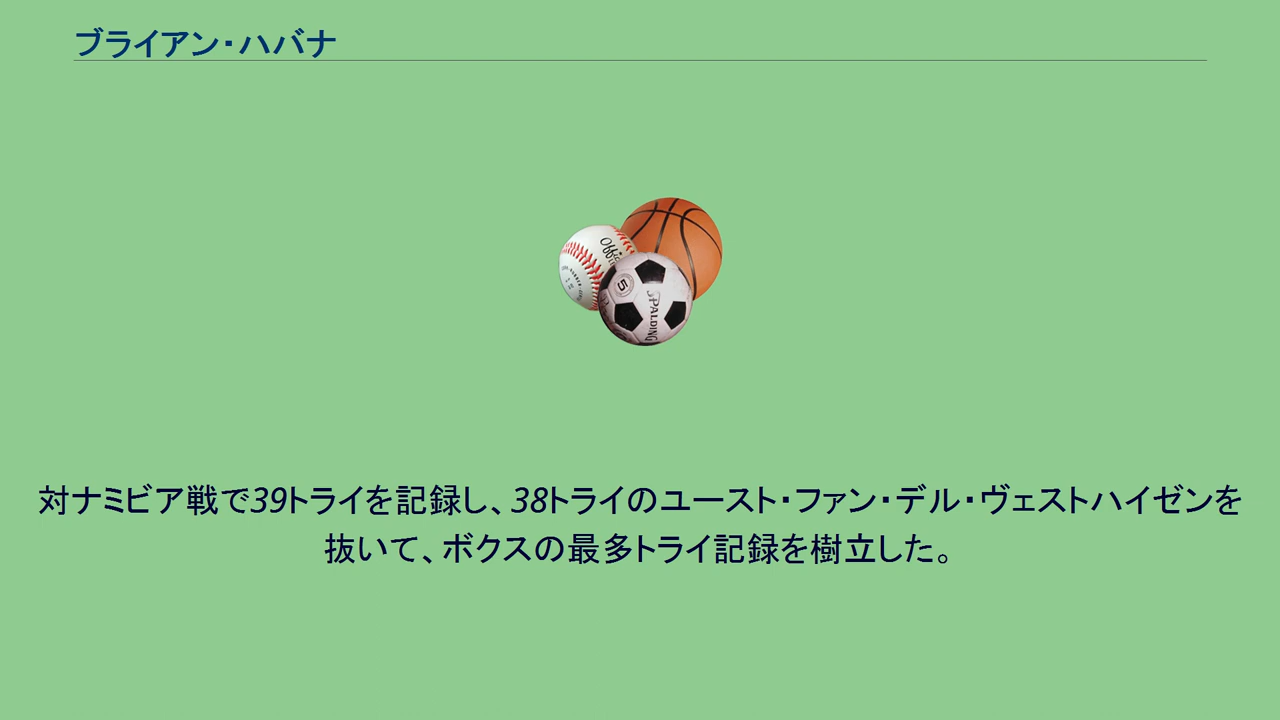 ブライアン・ハバナ
Offici
5
SPALDING
対ナミビア戦で39トライを記録し、38トライのユースト・ファン・デル・ヴェストハイゼンを
抜いて、ボクスの最多トライ記録を樹立した。